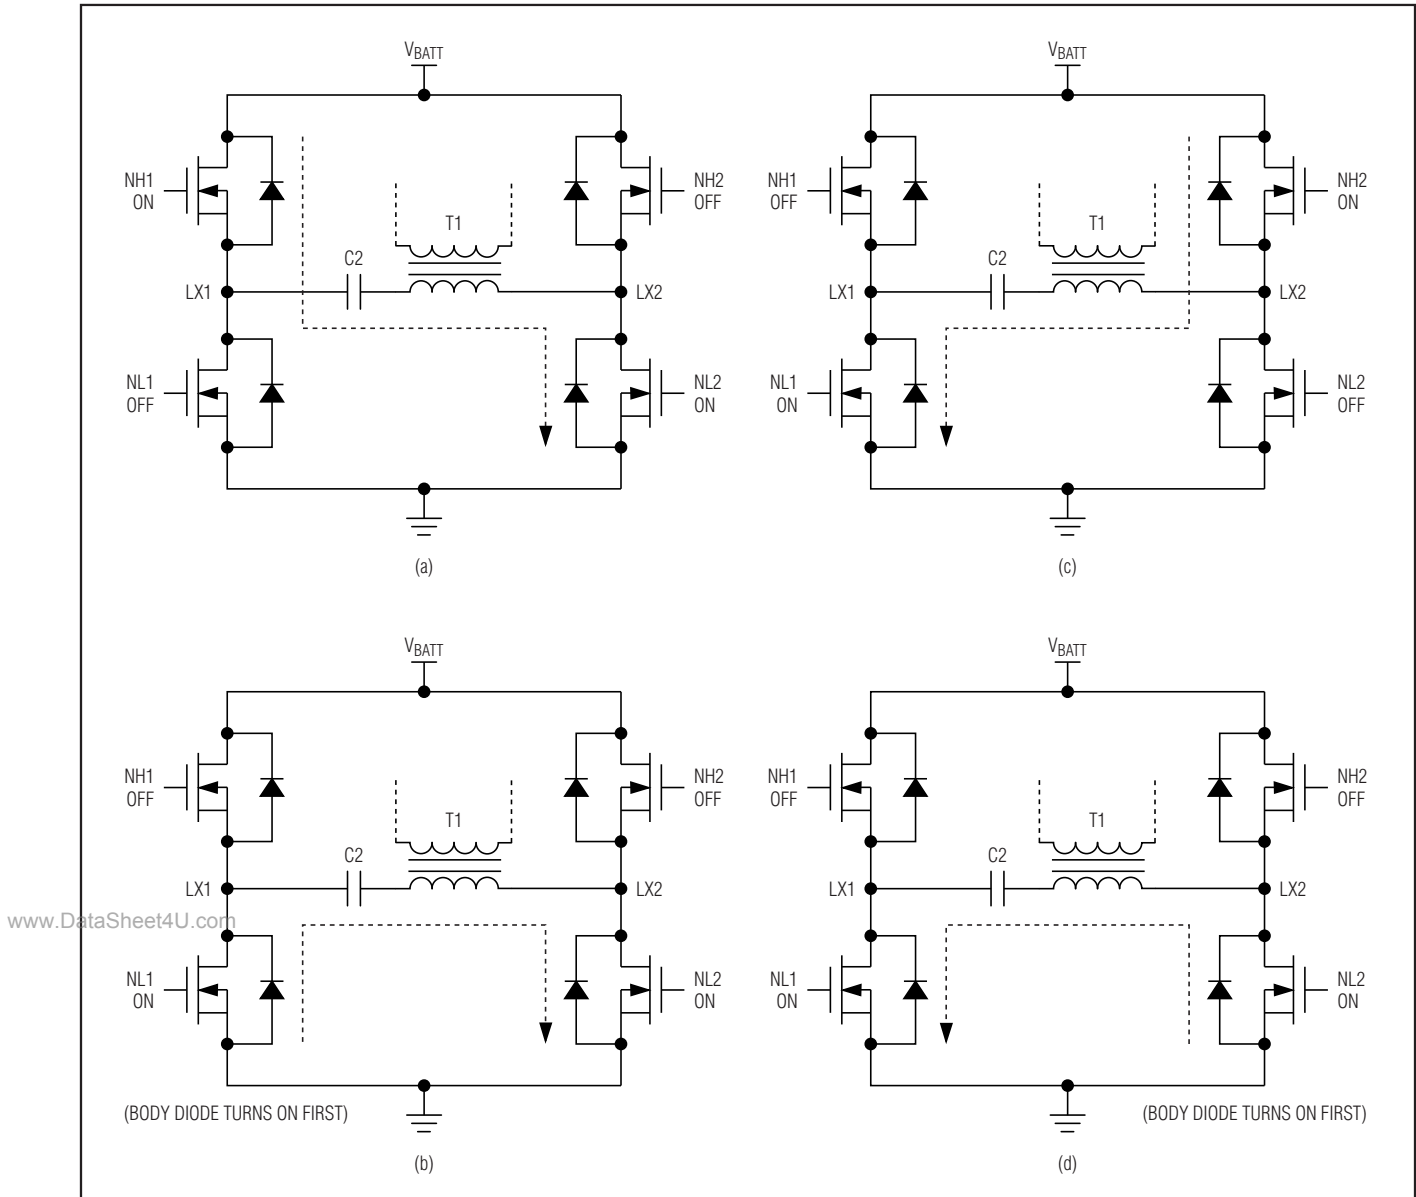 VBATT
NH1
ON
NH2
OFF
T1
C2
LX1
LX2
NL1
OFF
NL2
ON
(a)
VBATT
NH1
OFF
NH2
ON
T1
C2
LX1
LX2
NL1
ON
NL2
OFF
(c)
VBATT
NH1
OFF
NH2
OFF
T1
C2
LX1
LX2
www.DataSheet4U.com
NL1
ON
NL2
ON
(BODY DIODE TURNS ON FIRST)
(b)
VBATT
NH1
OFF
NH2
OFF
T1
C2
LX1
LX2
NL1
ON
NL2
ON
(BODY DIODE TURNS ON FIRST)
(d)